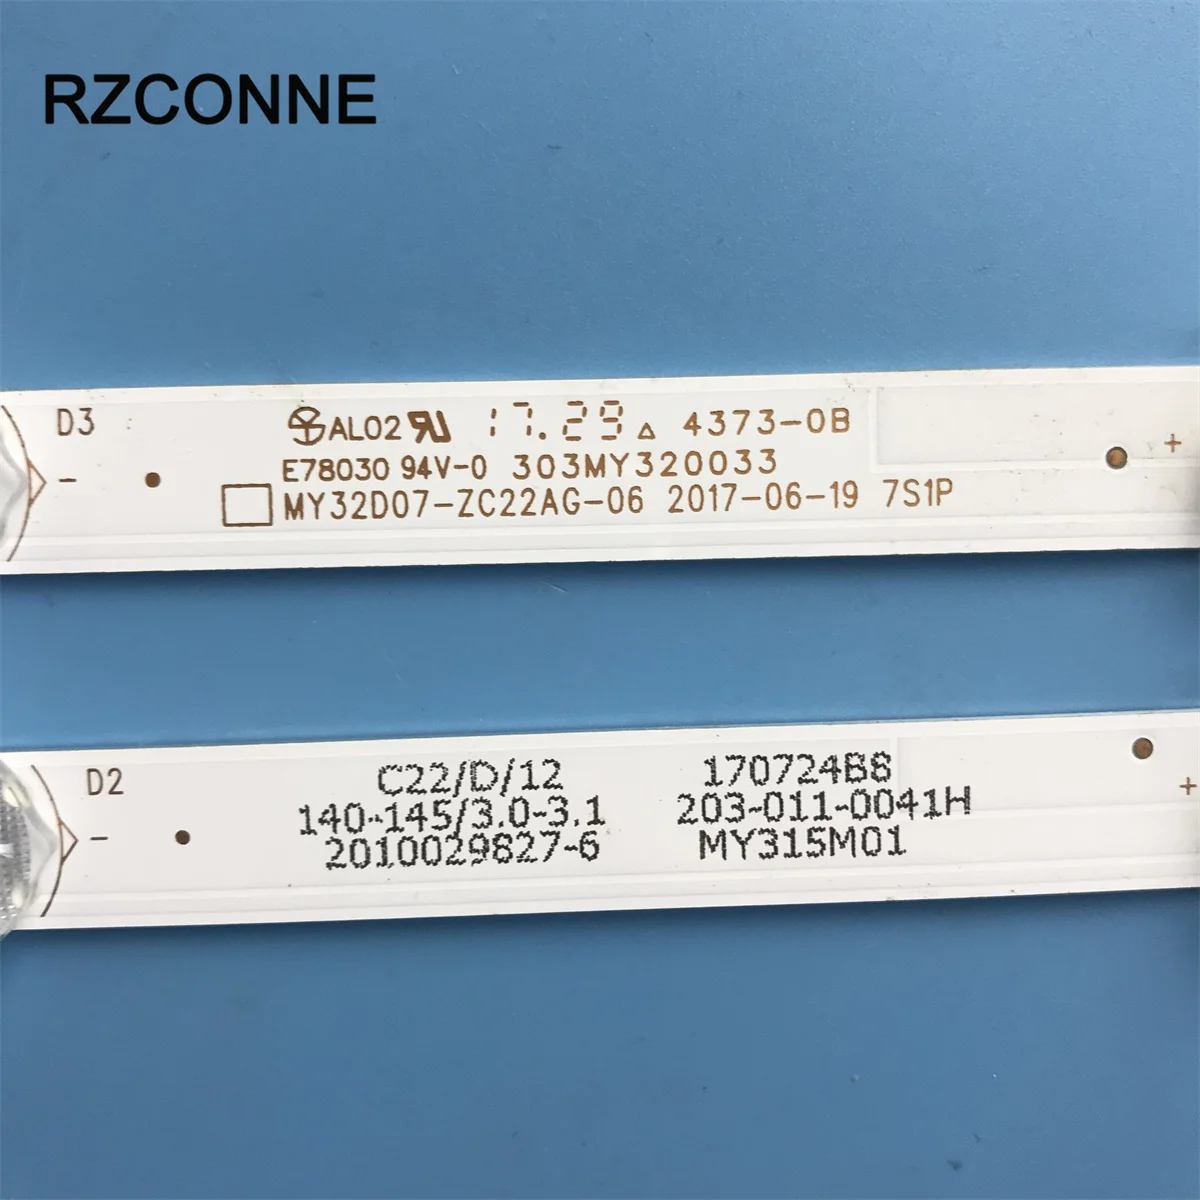 RZCONNE
D3 AL02 17.29 4373-0B
- +
E78030 94V-0 303MY320033
MY32D07-ZC22AG-06 2017-06-19 7S1P
D2 C22/D/12 170724B8
- 140-145/3.0-3.1 203-011-0041H +
2010029827-6 MY315M01